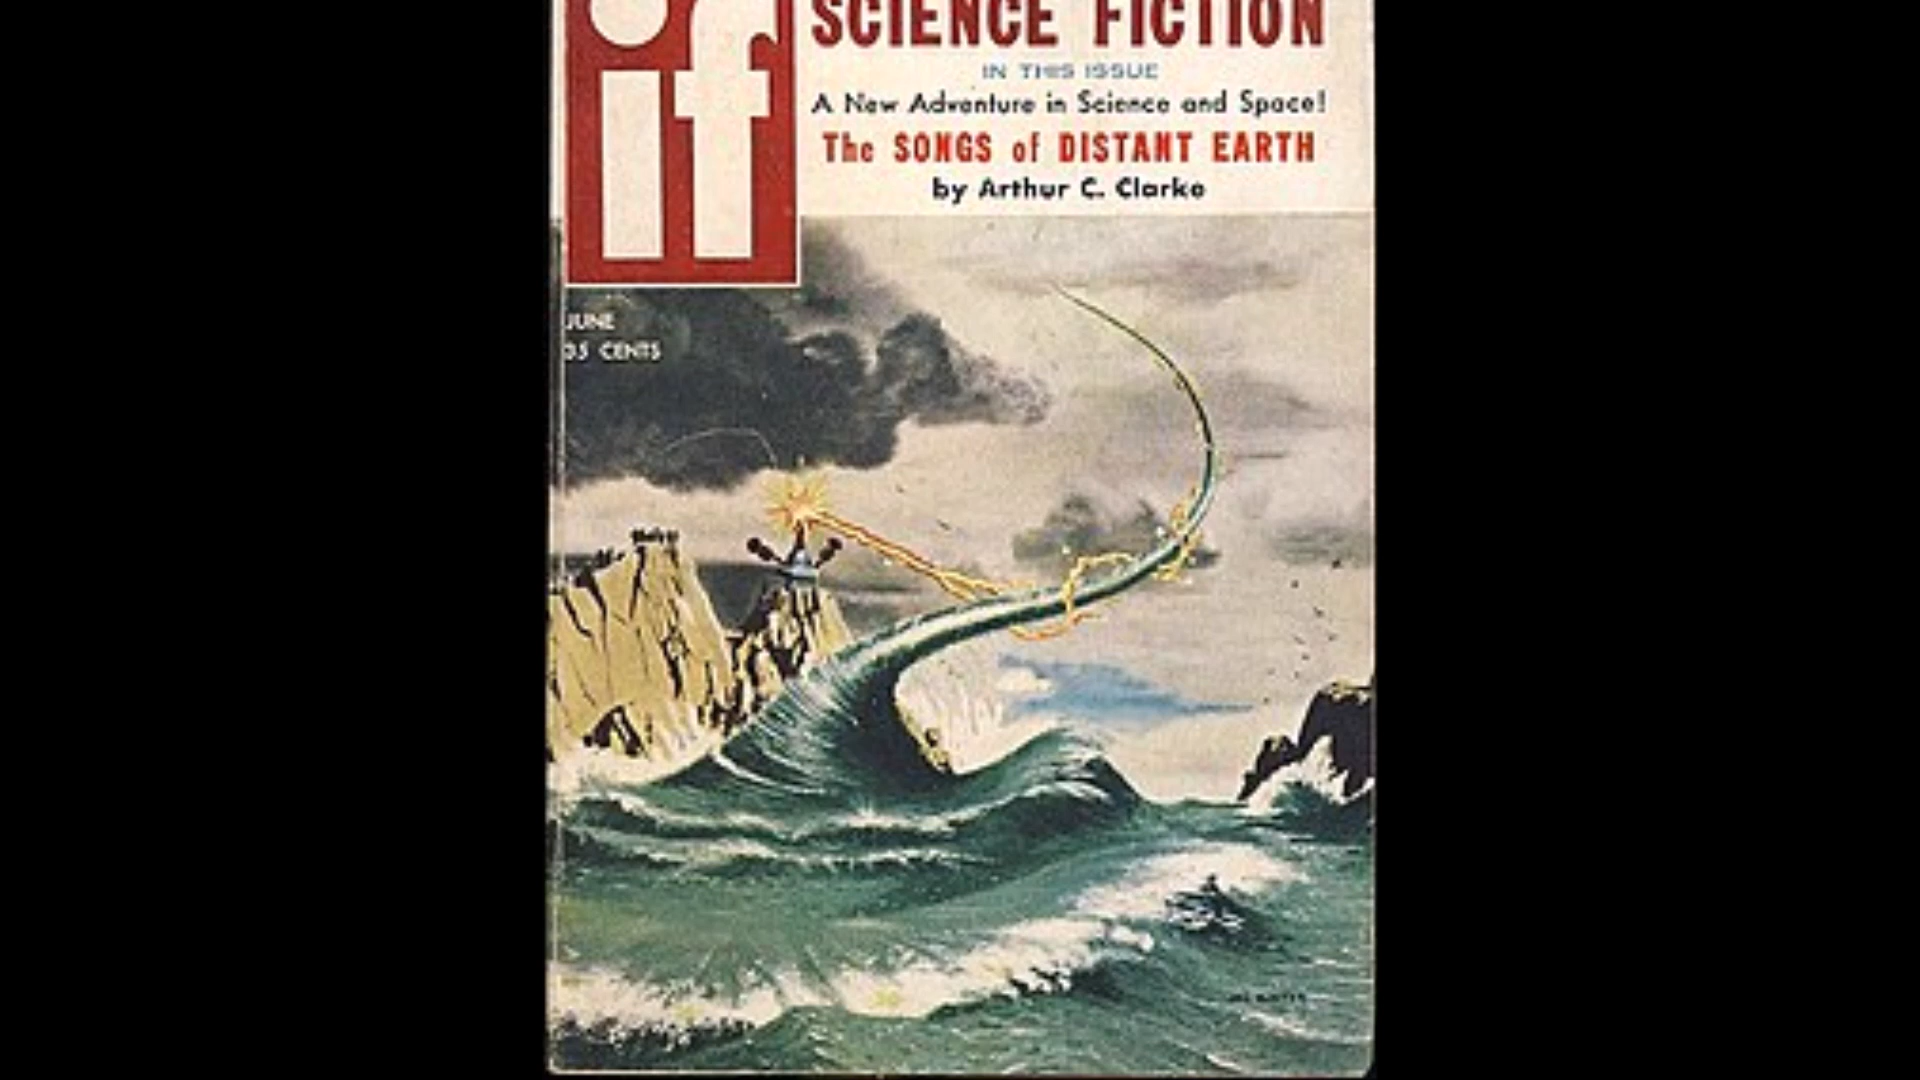 if
SCIENCE FICTION
IN THIS ISSUE
A New Adventure in Science and Space!
The SONGS of DISTANT EARTH
by Arthur C. Clarke
JUNE
35 CENTS